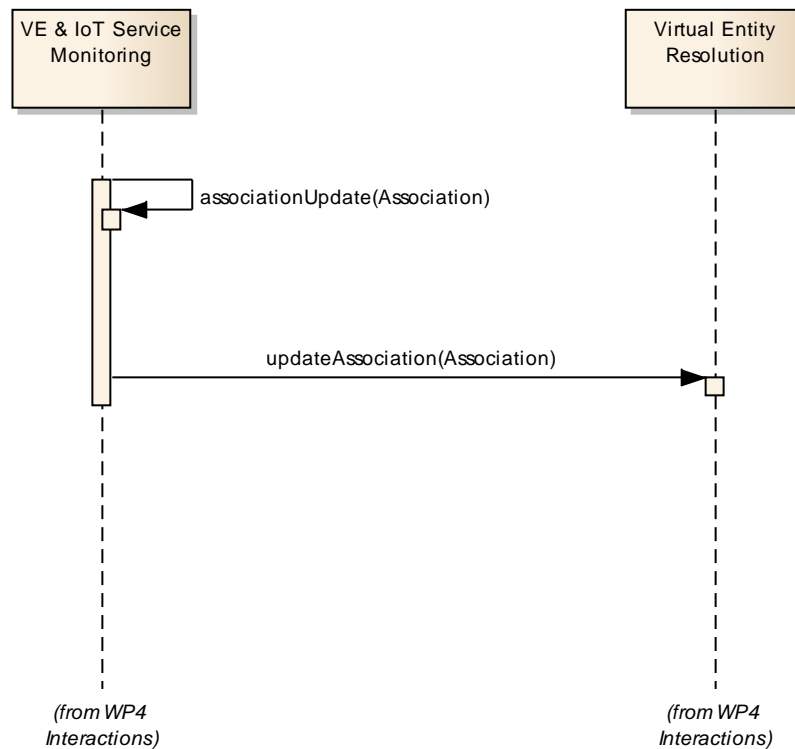 VE & IoT Service
Monitoring
Virtual Entity
Resolution
associationUpdate(Association)
updateAssociation(Association)
(from WP4
Interactions)
(from WP4
Interactions)